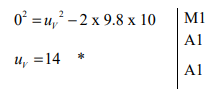 0² = u_V² − 2 x 9.8 x 10 M1
A1
u_V = 14 * A1